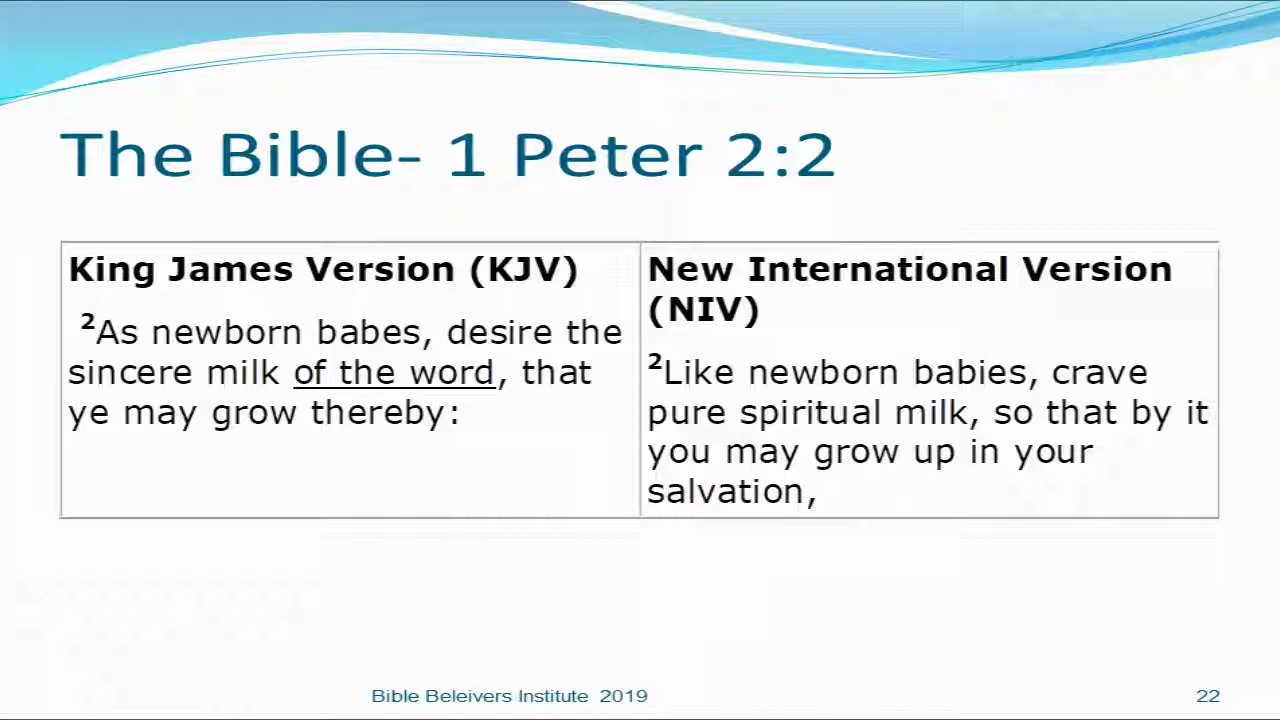 The Bible- 1 Peter 2:2
King James Version (KJV)
2As newborn babes, desire the
sincere milk of the word, that
ye may grow thereby:
New International Version
(NIV)
2Like newborn babies, crave
pure spiritual milk, so that by it
you may grow up in your
salvation,
Bible Beleivers Institute 2019
22